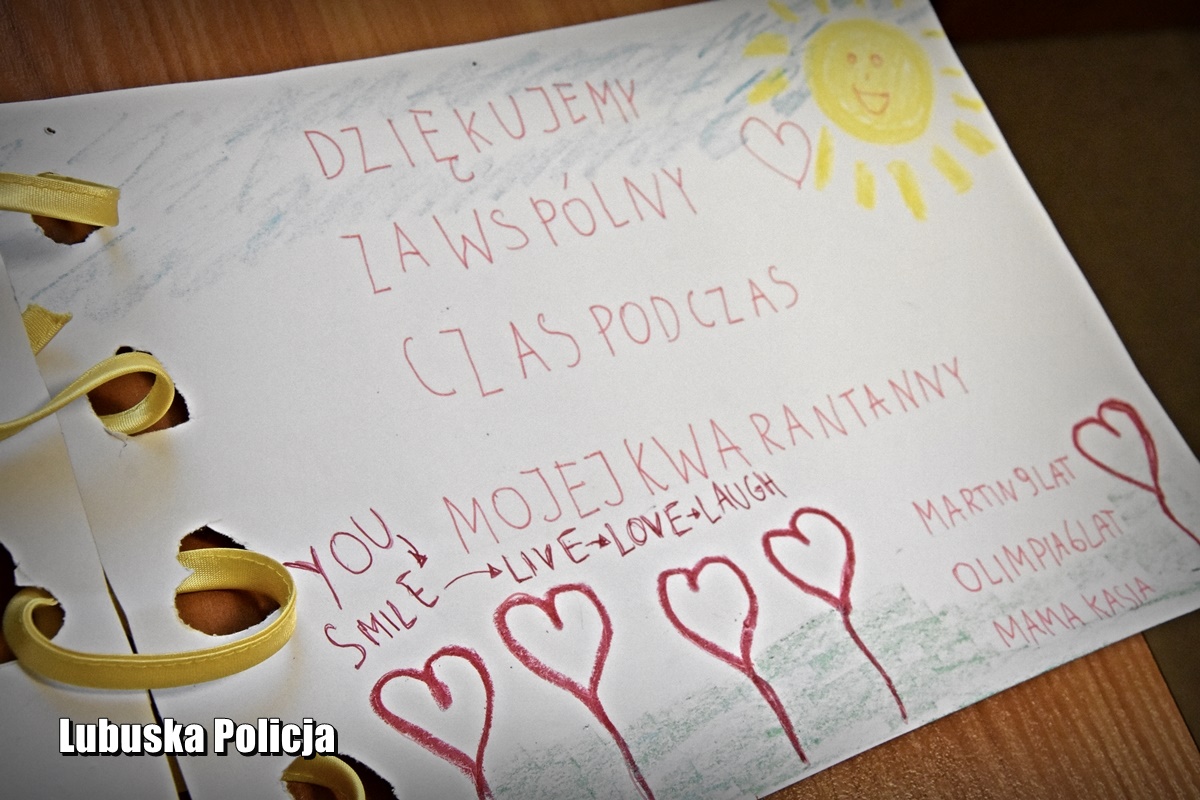 DZIĘKUJEMY
ZA WSPÓLNY
CZAS PODCZAS
MOJEJ KWARANTANNY
YOU
SMILE → LIVE → LOVE → LAUGH
MARTIN 9 LAT
OLIMPIA 6 LAT
MAMA KASIA
Lubuska Policja